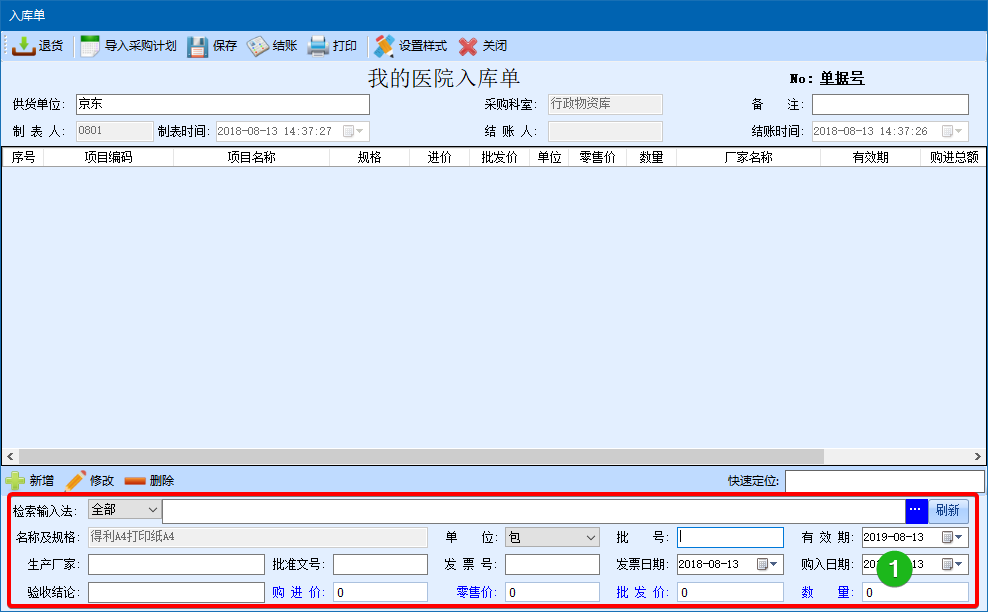 入库单
退货 导入采购计划 保存 结账 打印 设置样式 关闭
我的医院入库单 No: 单据号
供货单位: 京东 采购科室: 行政物资库 备 注:
制 表 人: 0801 制表时间: 2018-08-13 14:37:27 结 账 人: 结账时间: 2018-08-13 14:37:26
序号 项目编码 项目名称 规格 进价 批发价 单位 零售价 数量 厂家名称 有效期 购进总额
新增 修改 删除 快速定位:
检索输入法: 全部 ... 刷新
名称及规格: 得利A4打印纸A4 单 位: 包 批 号: 有 效 期: 2019-08-13
生产厂家: 批准文号: 发 票 号: 发票日期: 2018-08-13 购入日期: 1
验收结论: 购 进 价: 0 零售价: 0 批 发 价: 0 数 量: 0